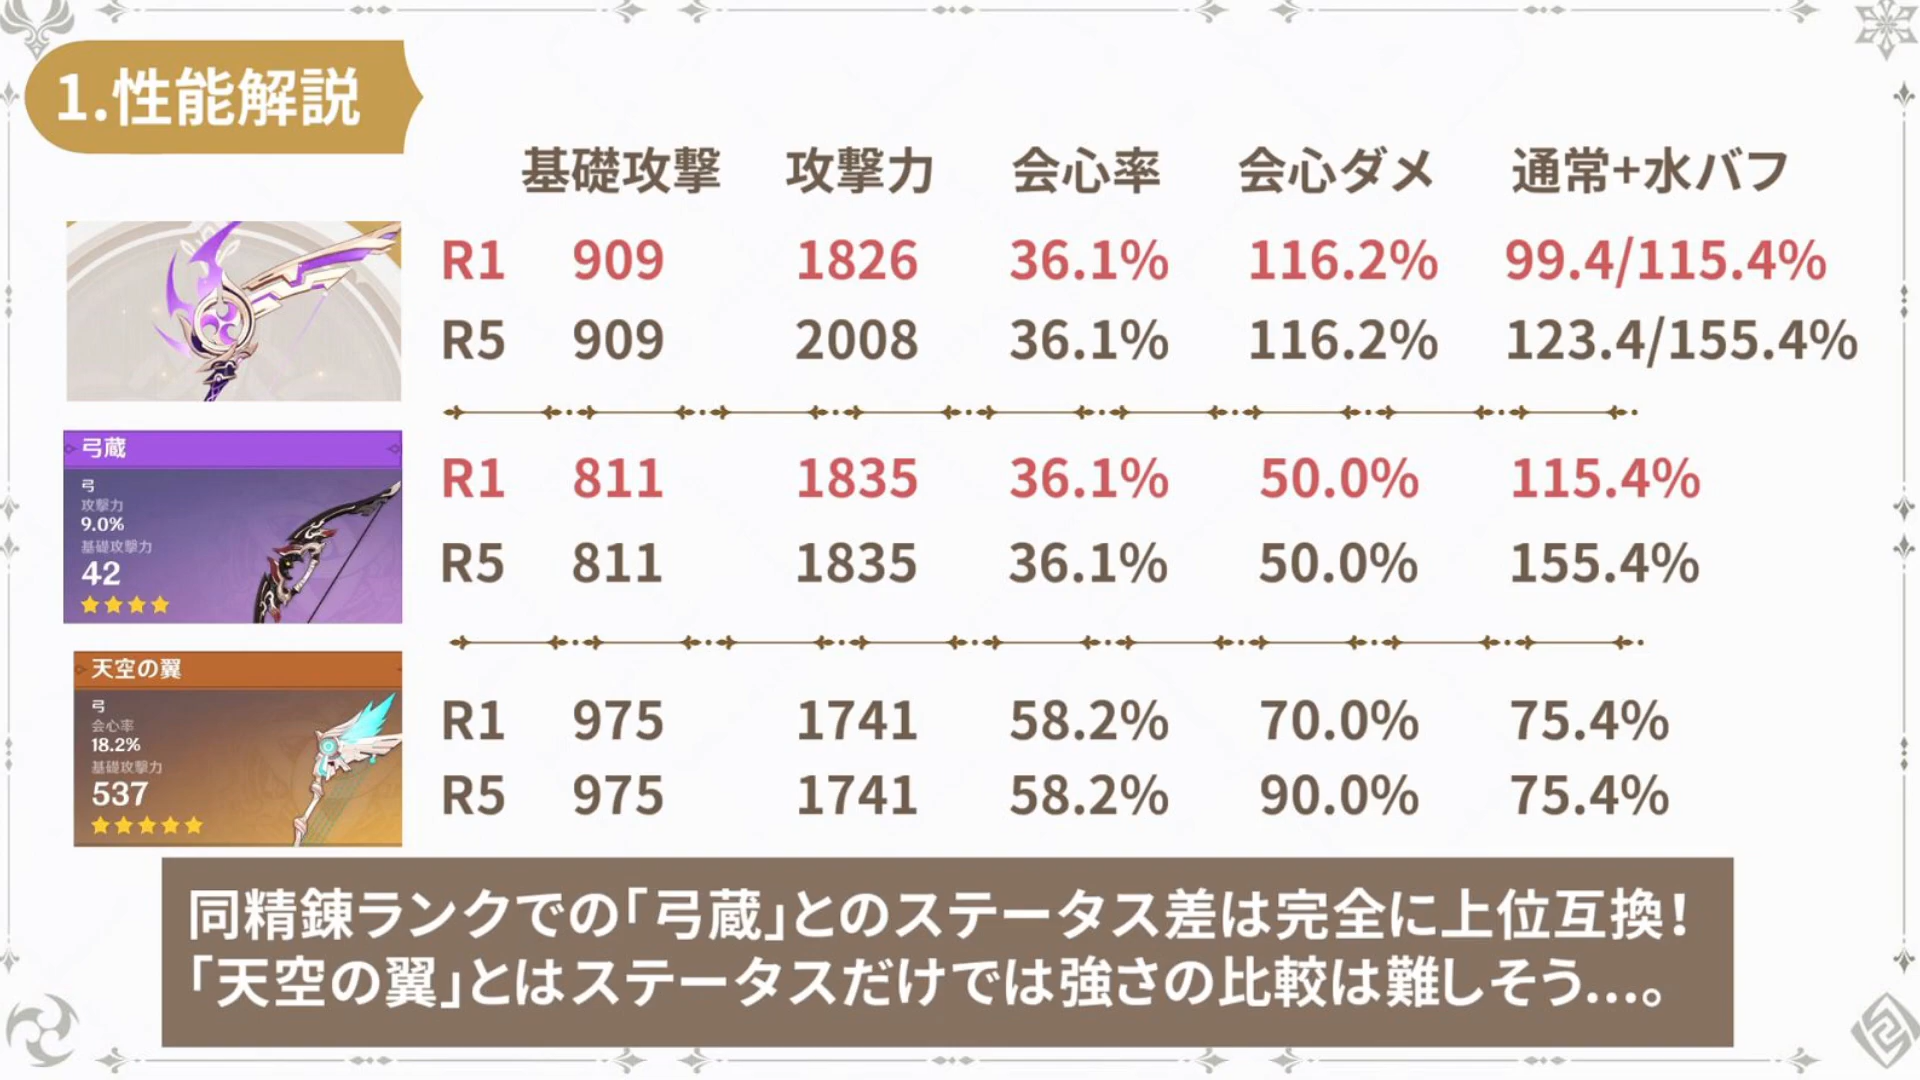 1.性能解説
基礎攻撃 攻撃力 会心率 会心ダメ 通常+水バフ
R1 909 1826 36.1% 116.2% 99.4/115.4%
R5 909 2008 36.1% 116.2% 123.4/155.4%
弓蔵
弓
攻撃力
9.0%
基礎攻撃力
42
R1 811 1835 36.1% 50.0% 115.4%
R5 811 1835 36.1% 50.0% 155.4%
天空の翼
弓
会心率
18.2%
基礎攻撃力
537
R1 975 1741 58.2% 70.0% 75.4%
R5 975 1741 58.2% 90.0% 75.4%
同精錬ランクでの「弓蔵」とのステータス差は完全に上位互換！
「天空の翼」とはステータスだけでは強さの比較は難しそう…。